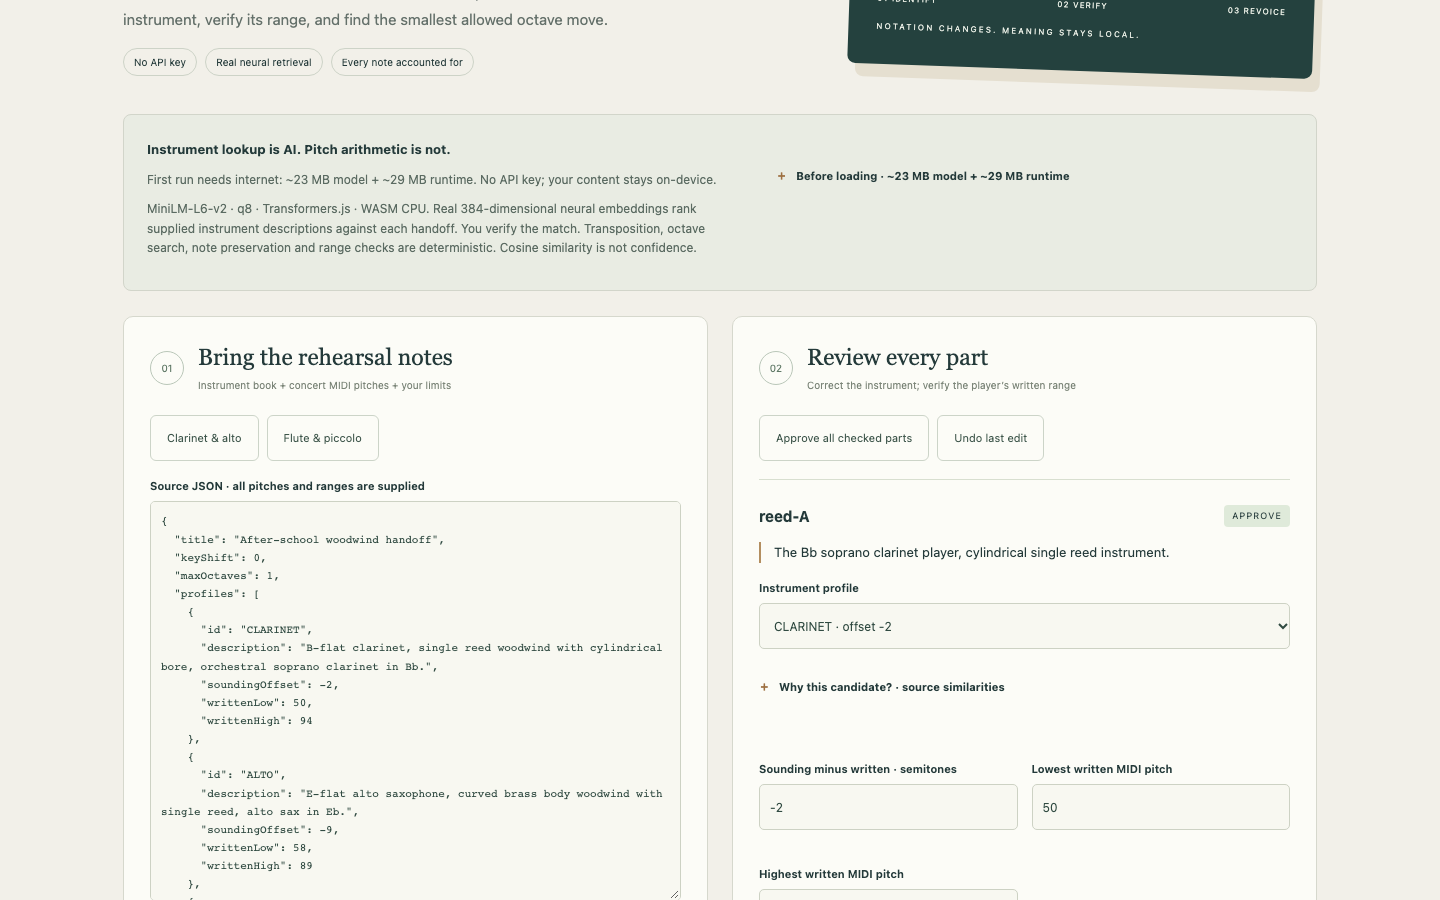 instrument, verify its range, and find the smallest allowed octave move.
No API key
Real neural retrieval
Every note accounted for
02 VERIFY
03 REVOICE
NOTATION CHANGES. MEANING STAYS LOCAL.
Instrument lookup is AI. Pitch arithmetic is not.
First run needs internet: ~23 MB model + ~29 MB runtime. No API key; your content stays on-device.
MiniLM-L6-v2 · q8 · Transformers.js · WASM CPU. Real 384-dimensional neural embeddings rank
supplied instrument descriptions against each handoff. You verify the match. Transposition, octave
search, note preservation and range checks are deterministic. Cosine similarity is not confidence.
+ Before loading · ~23 MB model + ~29 MB runtime
01
Bring the rehearsal notes
Instrument book + concert MIDI pitches + your limits
Clarinet & alto
Flute & piccolo
Source JSON · all pitches and ranges are supplied
{
"title": "After-school woodwind handoff",
"keyShift": 0,
"maxOctaves": 1,
"profiles": [
{
"id": "CLARINET",
"description": "B-flat clarinet, single reed woodwind with cylindrical
bore, orchestral soprano clarinet in Bb.",
"soundingOffset": -2,
"writtenLow": 50,
"writtenHigh": 94
},
{
"id": "ALTO",
"description": "E-flat alto saxophone, curved brass body woodwind with
single reed, alto sax in Eb.",
"soundingOffset": -9,
"writtenLow": 58,
"writtenHigh": 89
},
02
Review every part
Correct the instrument; verify the player's written range
Approve all checked parts
Undo last edit
reed-A
APPROVE
The Bb soprano clarinet player, cylindrical single reed instrument.
Instrument profile
CLARINET · offset -2
+ Why this candidate? · source similarities
Sounding minus written · semitones
Lowest written MIDI pitch
-2
50
Highest written MIDI pitch